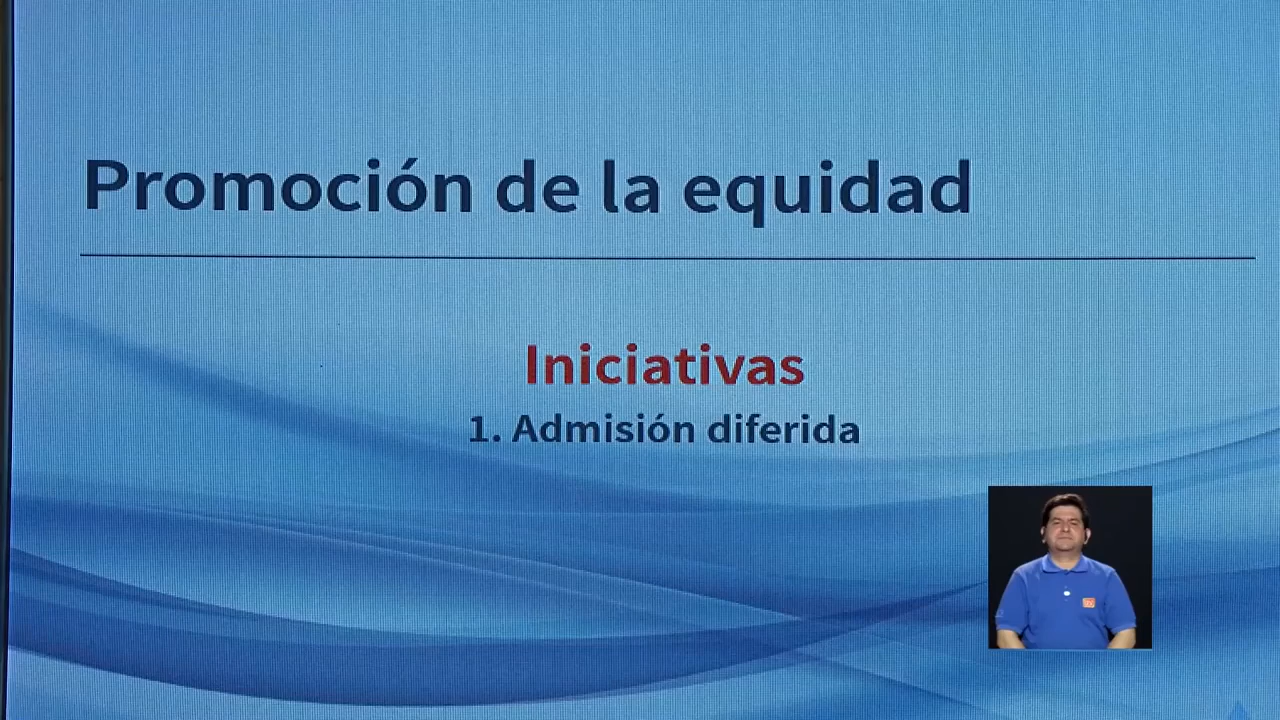 Promoción de la equidad
Iniciativas
1. Admisión diferida